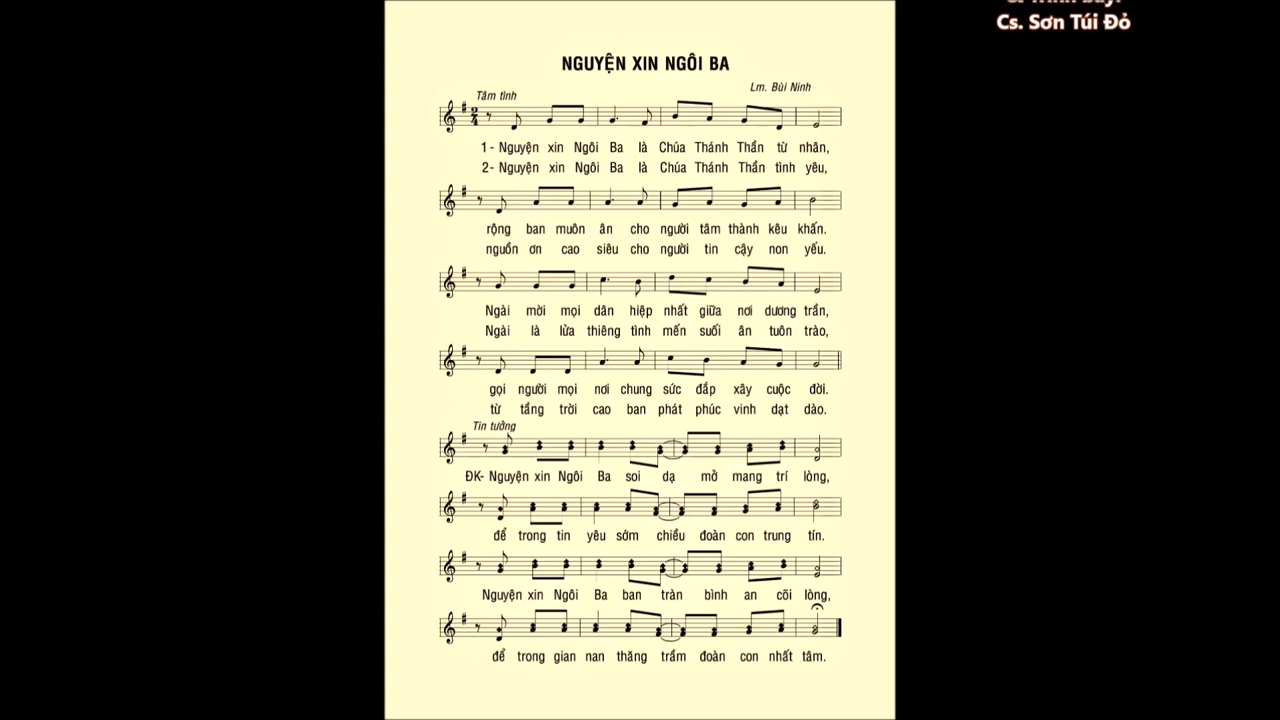 Cs. Sơn Túi Đỏ
NGUYỆN XIN NGÔI BA
Lm. Bùi Ninh
Tâm tình
1- Nguyện xin Ngôi Ba là Chúa Thánh Thần từ nhân,
2- Nguyện xin Ngôi Ba là Chúa Thánh Thần tình yêu,
rộng ban muôn ân cho người tâm thành kêu khấn.
nguồn ơn cao siêu cho người tin cậy non yếu.
Ngài mời mọi dân hiệp nhất giữa nơi dương trần,
Ngài là lửa thiêng tình mến suối ân tuôn trào,
gọi người mọi nơi chung sức đắp xây cuộc đời.
từ tầng trời cao ban phát phúc vinh dạt dào.
Tin tưởng
ĐK- Nguyện xin Ngôi Ba soi dạ mở mang trí lòng,
để trong tin yêu sớm chiều đoàn con trung tín.
Nguyện xin Ngôi Ba ban tràn bình an cõi lòng,
để trong gian nan thăng trầm đoàn con nhất tâm.